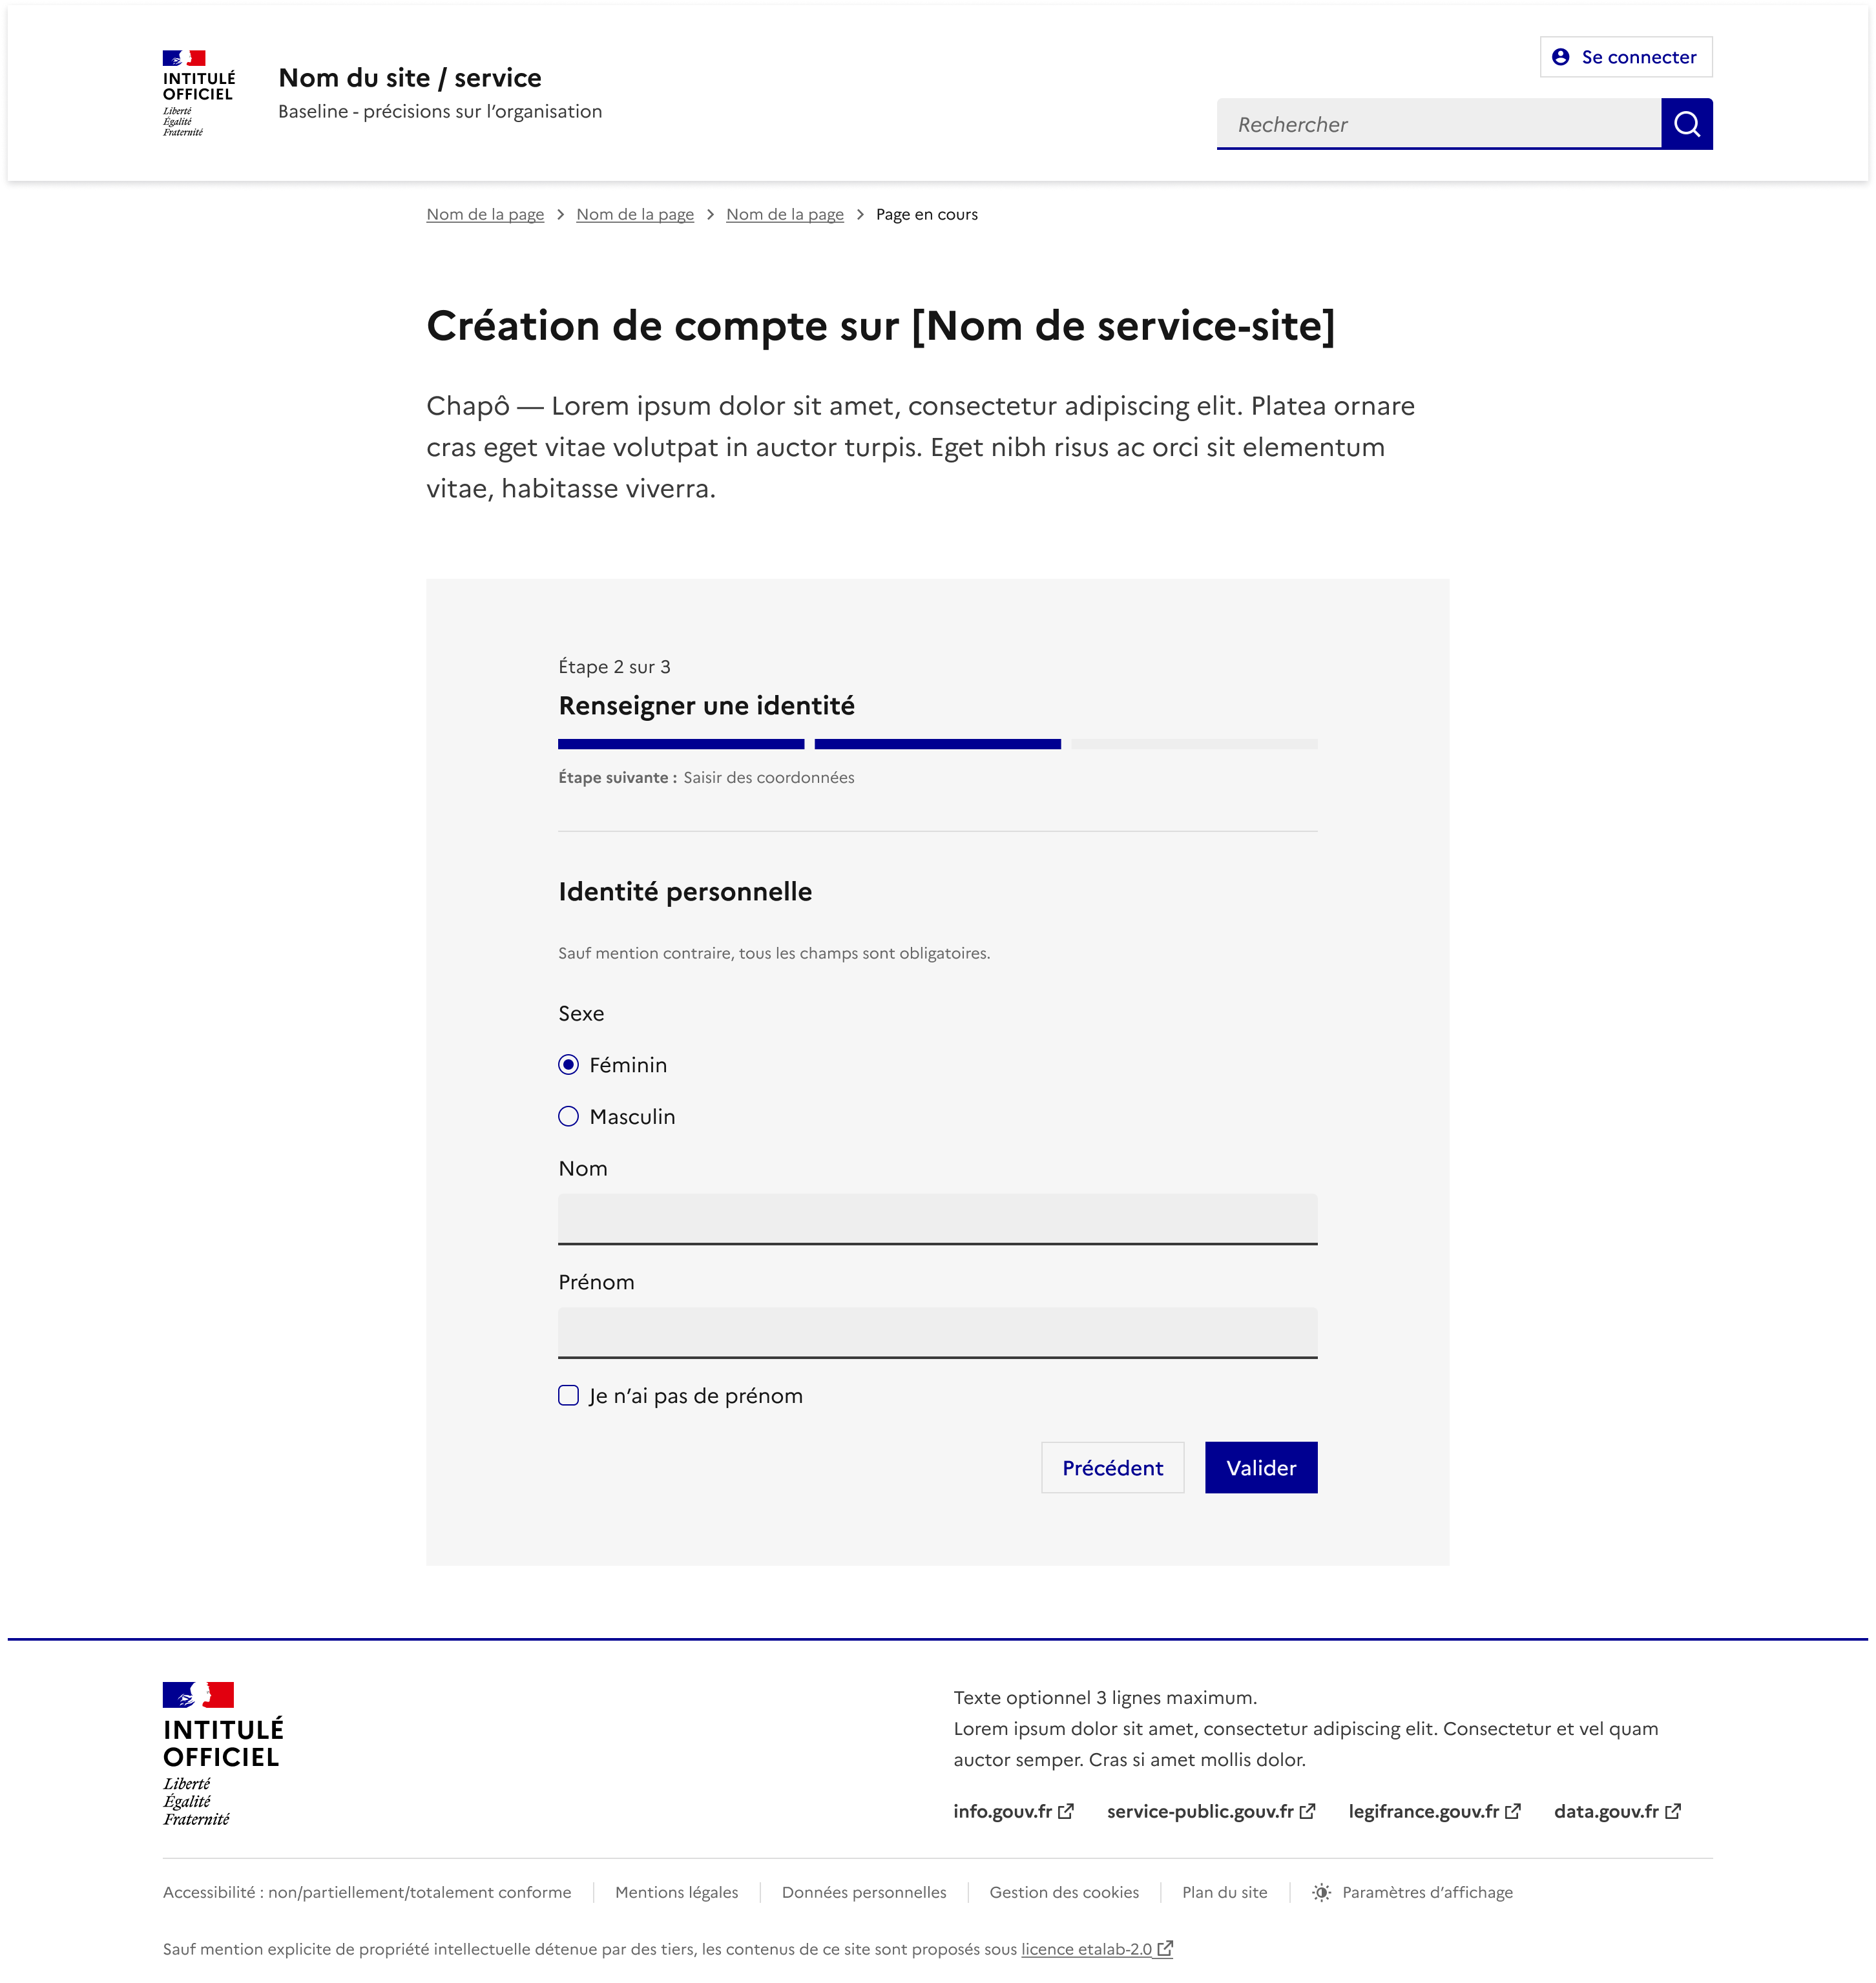 INTITULÉ
OFFICIEL
Liberté
Égalité
Fraternité
Nom du site / service
Baseline - précisions sur l’organisation
Se connecter
Rechercher
Nom de la page > Nom de la page > Nom de la page > Page en cours
Création de compte sur [Nom de service-site]
Chapô — Lorem ipsum dolor sit amet, consectetur adipiscing elit. Platea ornare
cras eget vitae volutpat in auctor turpis. Eget nibh risus ac orci sit elementum
vitae, habitasse viverra.
Étape 2 sur 3
Renseigner une identité
Étape suivante : Saisir des coordonnées
Identité personnelle
Sauf mention contraire, tous les champs sont obligatoires.
Sexe
Féminin
Masculin
Nom
Prénom
Je n’ai pas de prénom
Précédent Valider
INTITULÉ
OFFICIEL
Liberté
Égalité
Fraternité
Texte optionnel 3 lignes maximum.
Lorem ipsum dolor sit amet, consectetur adipiscing elit. Consectetur et vel quam
auctor semper. Cras si amet mollis dolor.
info.gouv.fr service-public.gouv.fr legifrance.gouv.fr data.gouv.fr
Accessibilité : non/partiellement/totalement conforme Mentions légales Données personnelles Gestion des cookies Plan du site Paramètres d’affichage
Sauf mention explicite de propriété intellectuelle détenue par des tiers, les contenus de ce site sont proposés sous licence etalab-2.0